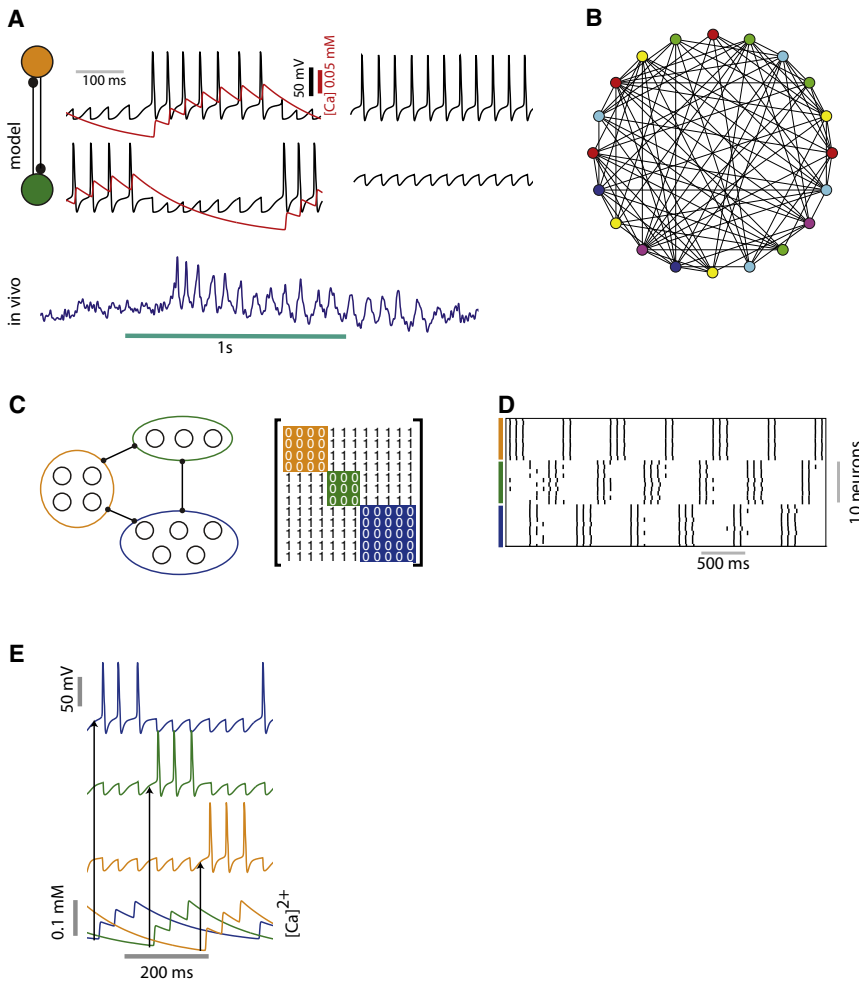 A
B
100 ms
50 mV
[Ca] 0.05 mM
model
in vivo
1s
C
D
0 0 0 0 1 1 1 1 1 1 1 1
0 0 0 0 1 1 1 1 1 1 1 1
0 0 0 0 1 1 1 1 1 1 1 1
0 0 0 0 1 1 1 1 1 1 1 1
1 1 1 1 0 0 0 1 1 1 1 1
1 1 1 1 0 0 0 1 1 1 1 1
1 1 1 1 0 0 0 1 1 1 1 1
1 1 1 1 1 1 1 0 0 0 0 0
1 1 1 1 1 1 1 0 0 0 0 0
1 1 1 1 1 1 1 0 0 0 0 0
1 1 1 1 1 1 1 0 0 0 0 0
1 1 1 1 1 1 1 0 0 0 0 0
10 neurons
500 ms
E
50 mV
0.1 mM
[Ca]2+
200 ms